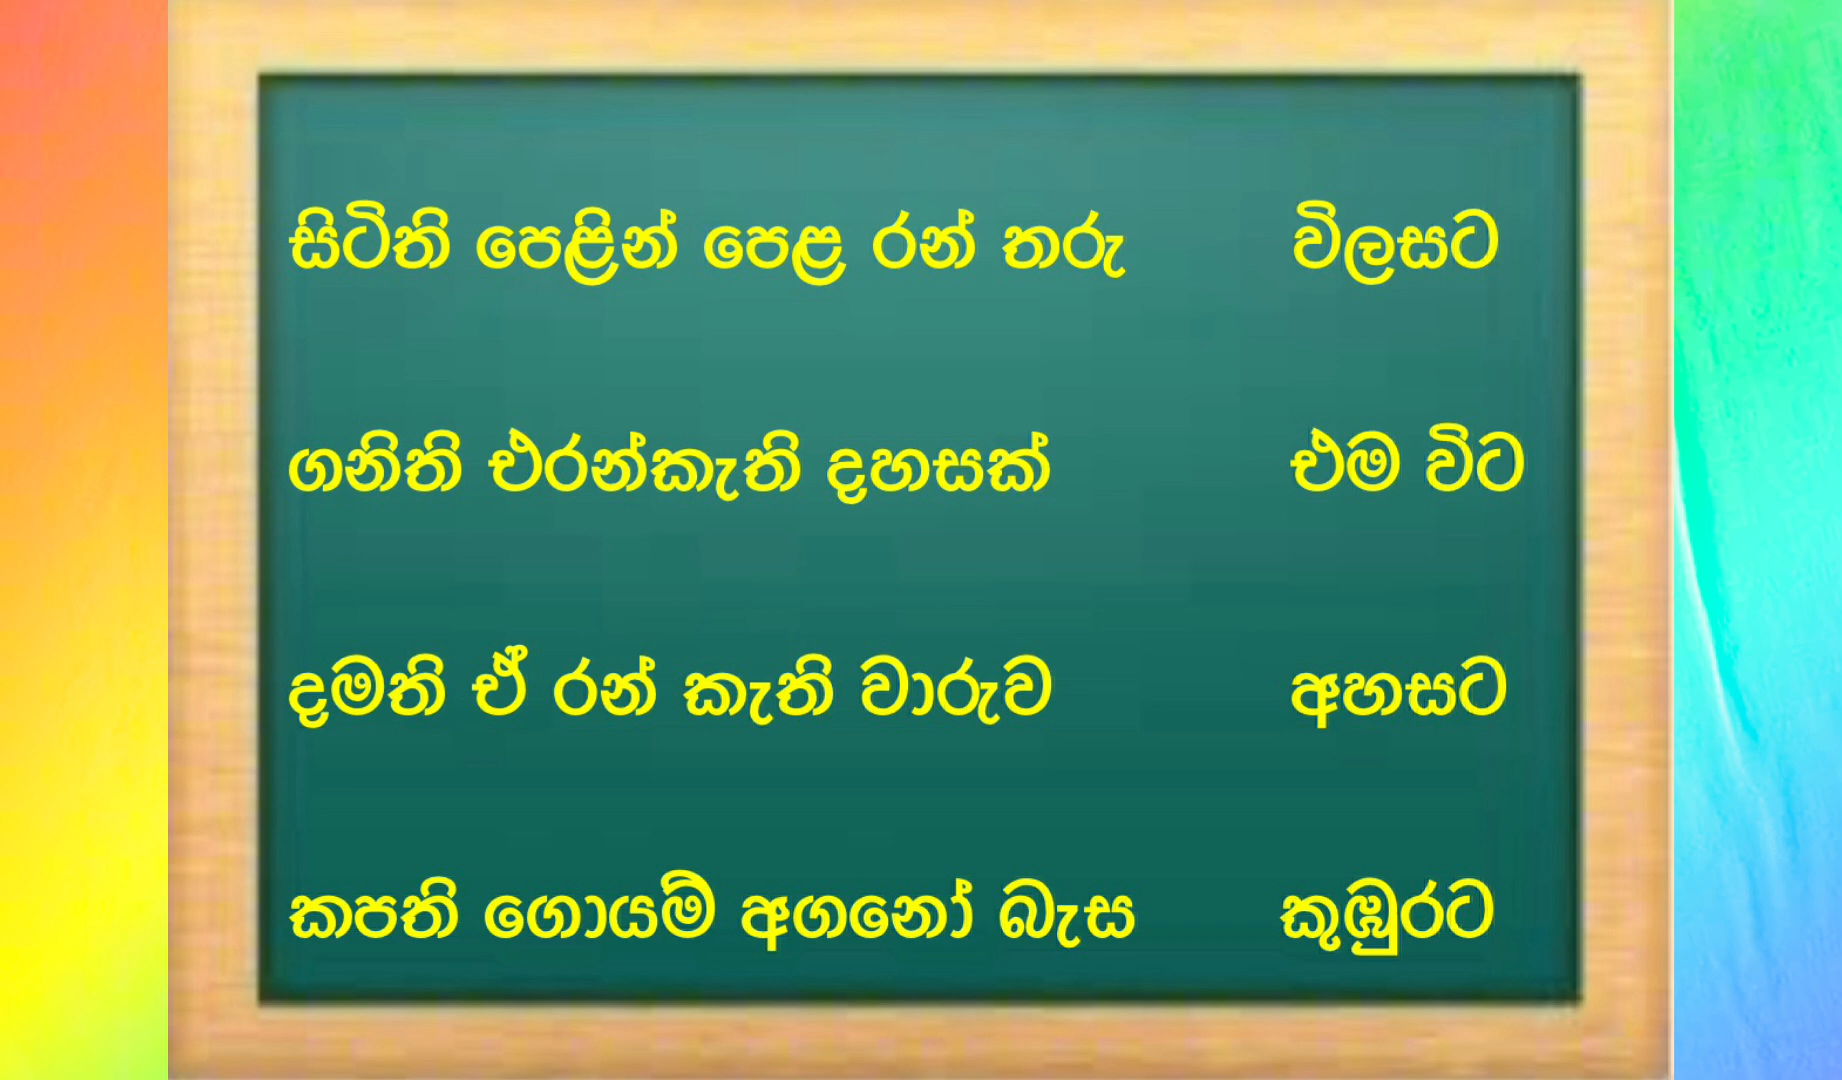 සිටිති පෙළින් පෙළ රන් තරු විලසට
ගනිති එරන්කැති දහසක් එම විට
දමති ඒ රන් කැති වාරුව අහසට
කපති ගොයම් අගනෝ බැස කුඹුරට